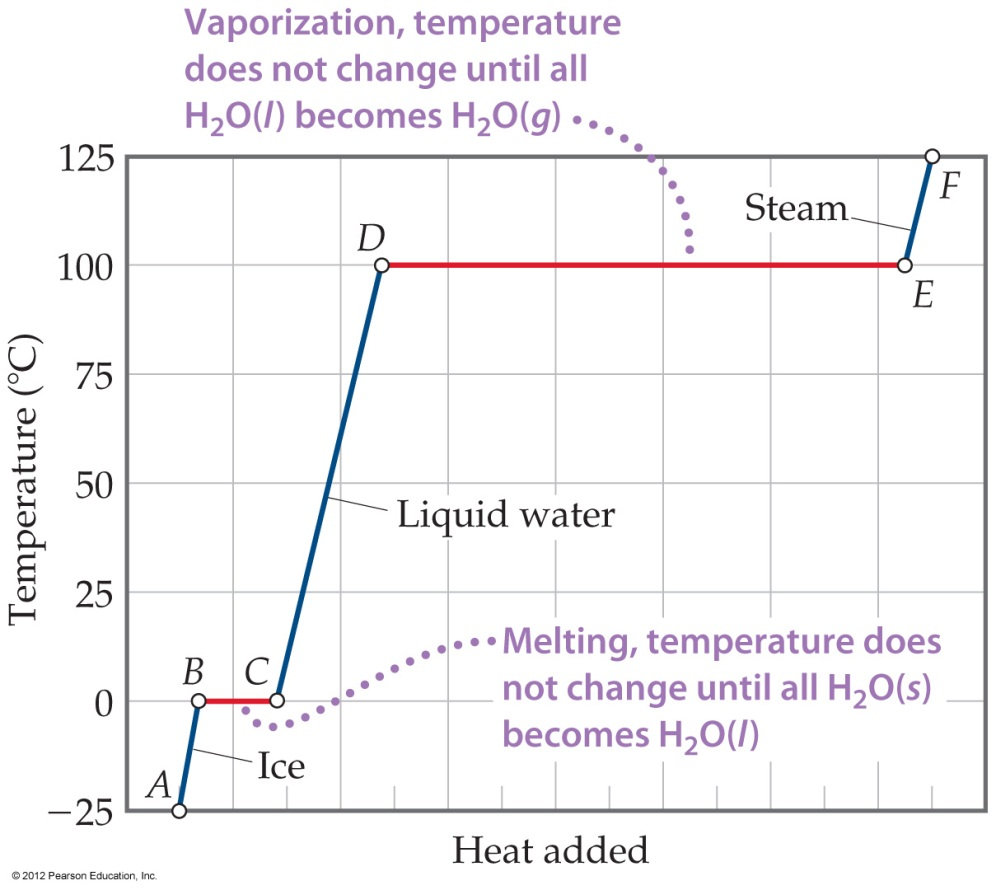 Vaporization, temperature
does not change until all
H₂O(l) becomes H₂O(g)
125
F
Steam
D
100
E
Temperature (°C)
75
50
Liquid water
25
Melting, temperature does
not change until all H₂O(s)
becomes H₂O(l)
B
C
0
Ice
A
−25
Heat added
© 2012 Pearson Education, Inc.